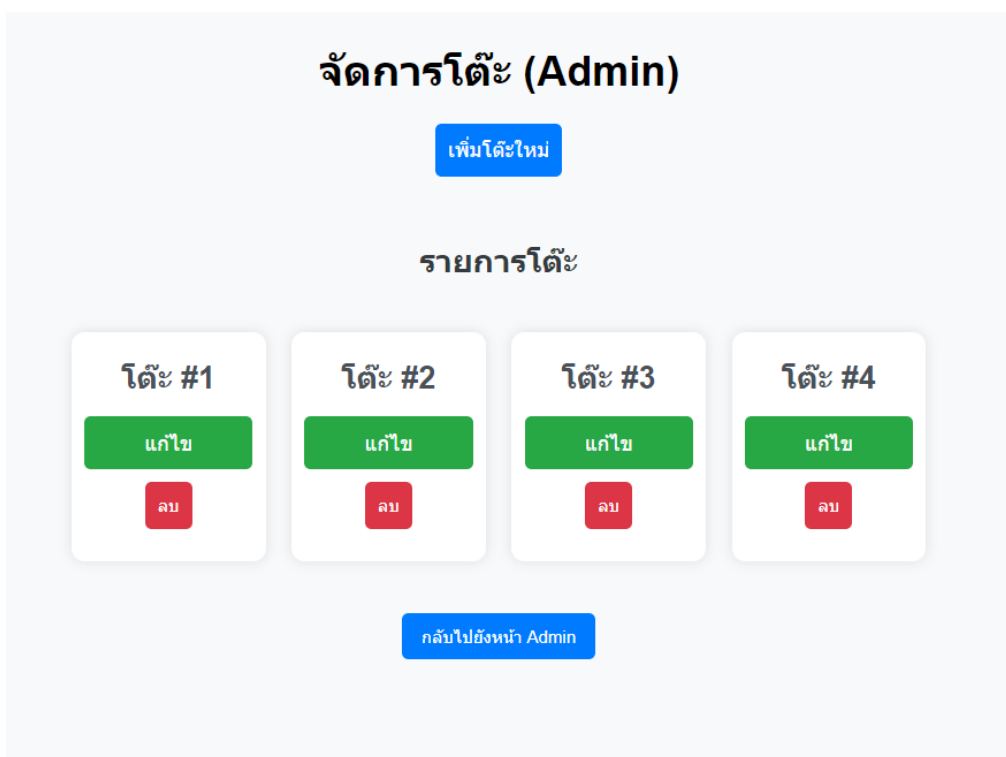 จัดการโต๊ะ (Admin)
เพิ่มโต๊ะใหม่
รายการโต๊ะ
โต๊ะ #1
แก้ไข
ลบ
โต๊ะ #2
แก้ไข
ลบ
โต๊ะ #3
แก้ไข
ลบ
โต๊ะ #4
แก้ไข
ลบ
กลับไปยังหน้า Admin